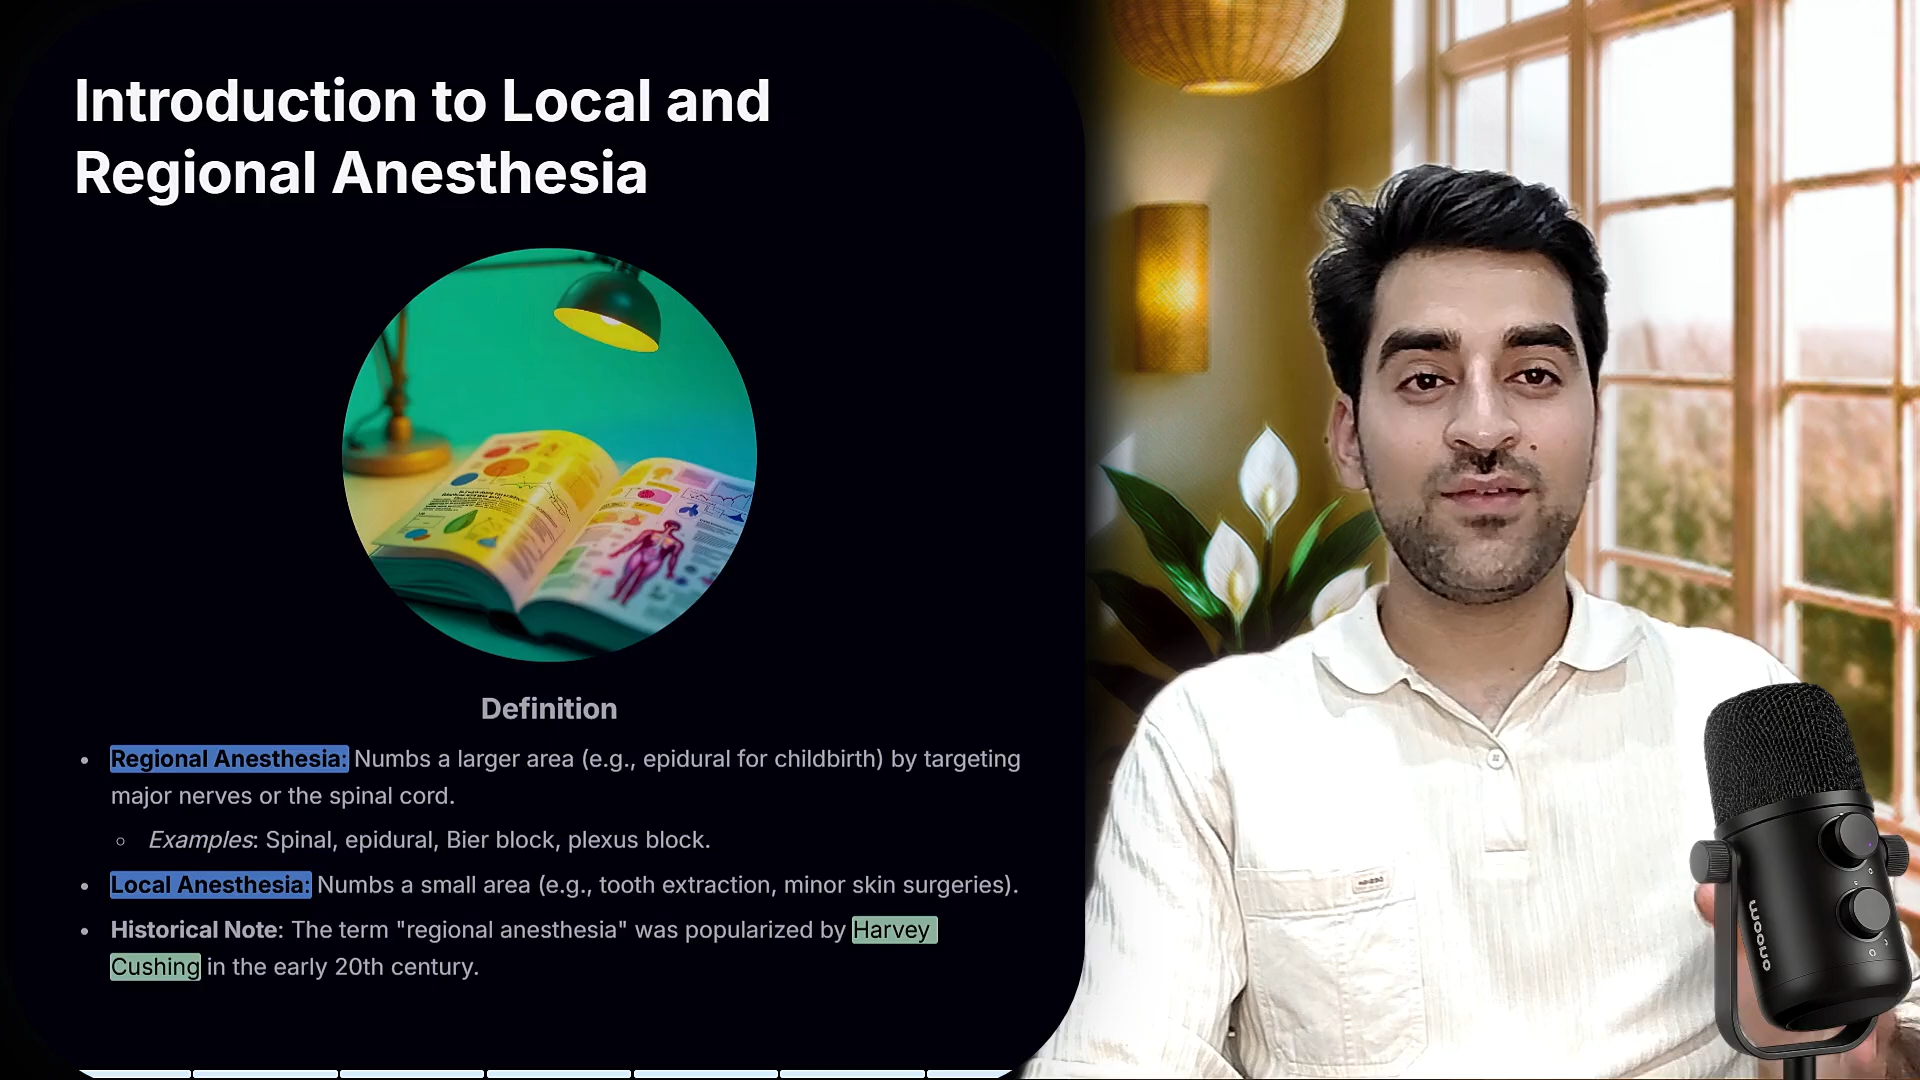 Introduction to Local and
Regional Anesthesia
Definition
• Regional Anesthesia: Numbs a larger area (e.g., epidural for childbirth) by targeting
major nerves or the spinal cord.
◦ Examples: Spinal, epidural, Bier block, plexus block.
• Local Anesthesia: Numbs a small area (e.g., tooth extraction, minor skin surgeries).
• Historical Note: The term "regional anesthesia" was popularized by Harvey
Cushing in the early 20th century.
maono